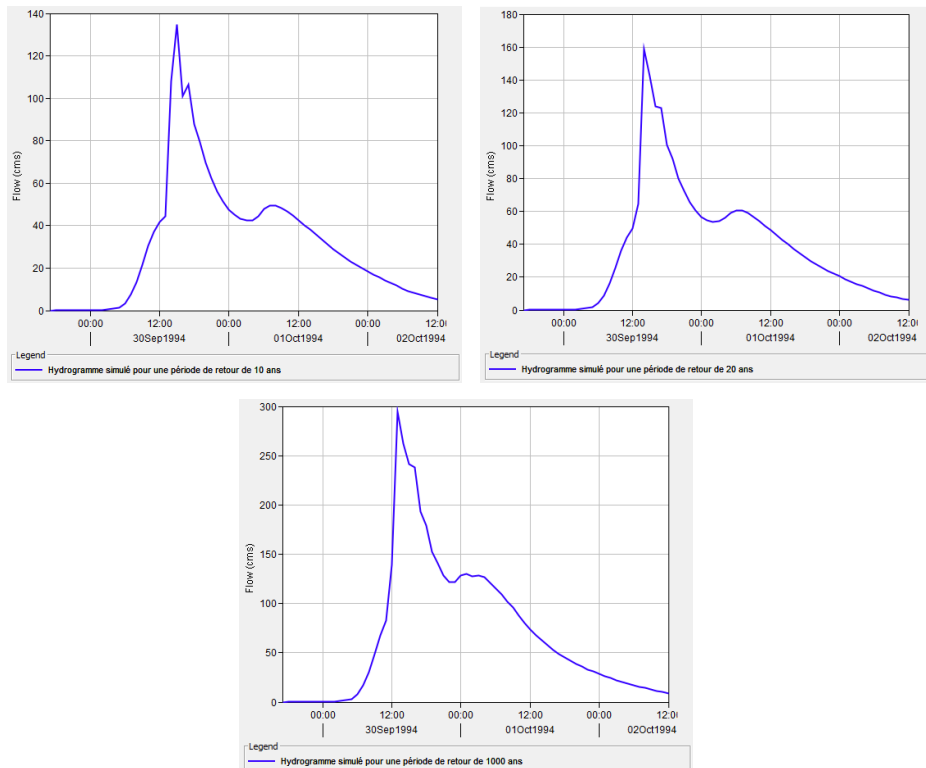 140
120
100
80
60
40
20
0
Flow (cms)
00:00 12:00 00:00 12:00 00:00 12:0
30Sep1994 01Oct1994 02Oct1994
Legend
Hydrogramme simulé pour une période de retour de 10 ans
180
160
140
120
100
80
60
40
20
0
Flow (cms)
00:00 12:00 00:00 12:00 00:00 12:0
30Sep1994 01Oct1994 02Oct1994
Legend
Hydrogramme simulé pour une période de retour de 20 ans
300
250
200
150
100
50
0
Flow (cms)
00:00 12:00 00:00 12:00 00:00 12:0
30Sep1994 01Oct1994 02Oct1994
Legend
Hydrogramme simulé pour une période de retour de 1000 ans